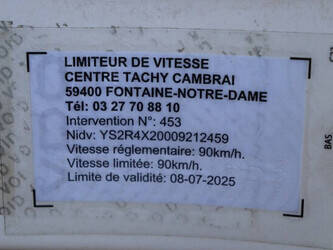 LIMITEUR DE VITESSE
CENTRE TACHY CAMBRAI
59400 FONTAINE-NOTRE-DAME
Tél: 03 27 70 88 10
Intervention N°: 453
Nidv: YS2R4X20009212459
Vitesse réglementaire: 90km/h.
Vitesse limitée: 90km/h.
Limite de validité: 08-07-2025
BAS